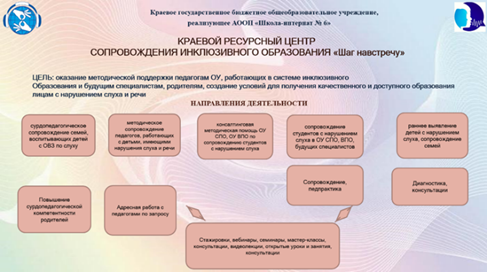 Краевое государственное бюджетное общеобразовательное учреждение,
реализующее АООП «Школа-интернат № 6»
КРАЕВОЙ РЕСУРСНЫЙ ЦЕНТР
СОПРОВОЖДЕНИЯ ИНКЛЮЗИВНОГО ОБРАЗОВАНИЯ «Шаг навстречу»
ЦЕЛЬ: оказание методической поддержки педагогам ОУ, работающих в системе инклюзивного
Образования и будущим специалистам, родителям, создание условий для получения качественного и доступного образования
лицам с нарушением слуха и речи
НАПРАВЛЕНИЯ ДЕЯТЕЛЬНОСТИ
сурдопедагогическое
сопровождение семей,
воспитывающих детей
с ОВЗ по слуху
методическое
сопровождение
педагогов, работающих
с детьми, имеющими
нарушения слуха и речи
консалтинговая
методическая помощь ОУ
СПО, ОУ ВПО по
сопровождению студентов
с нарушением слуха
сопровождение
студентов с нарушением
слуха в ОУ СПО, ВПО,
будущих специалистов
раннее выявление
детей с нарушением
слуха, сопровождение
семей
Сопровождение,
педпрактика
Диагностика,
консультации
Повышение
сурдопедагогической
компетентности
родителей
Адресная работа с
педагогами по запросу
Стажировки, вебинары, семинары, мастер-классы,
консультации, видеолекции, открытые уроки и занятия,
консультации